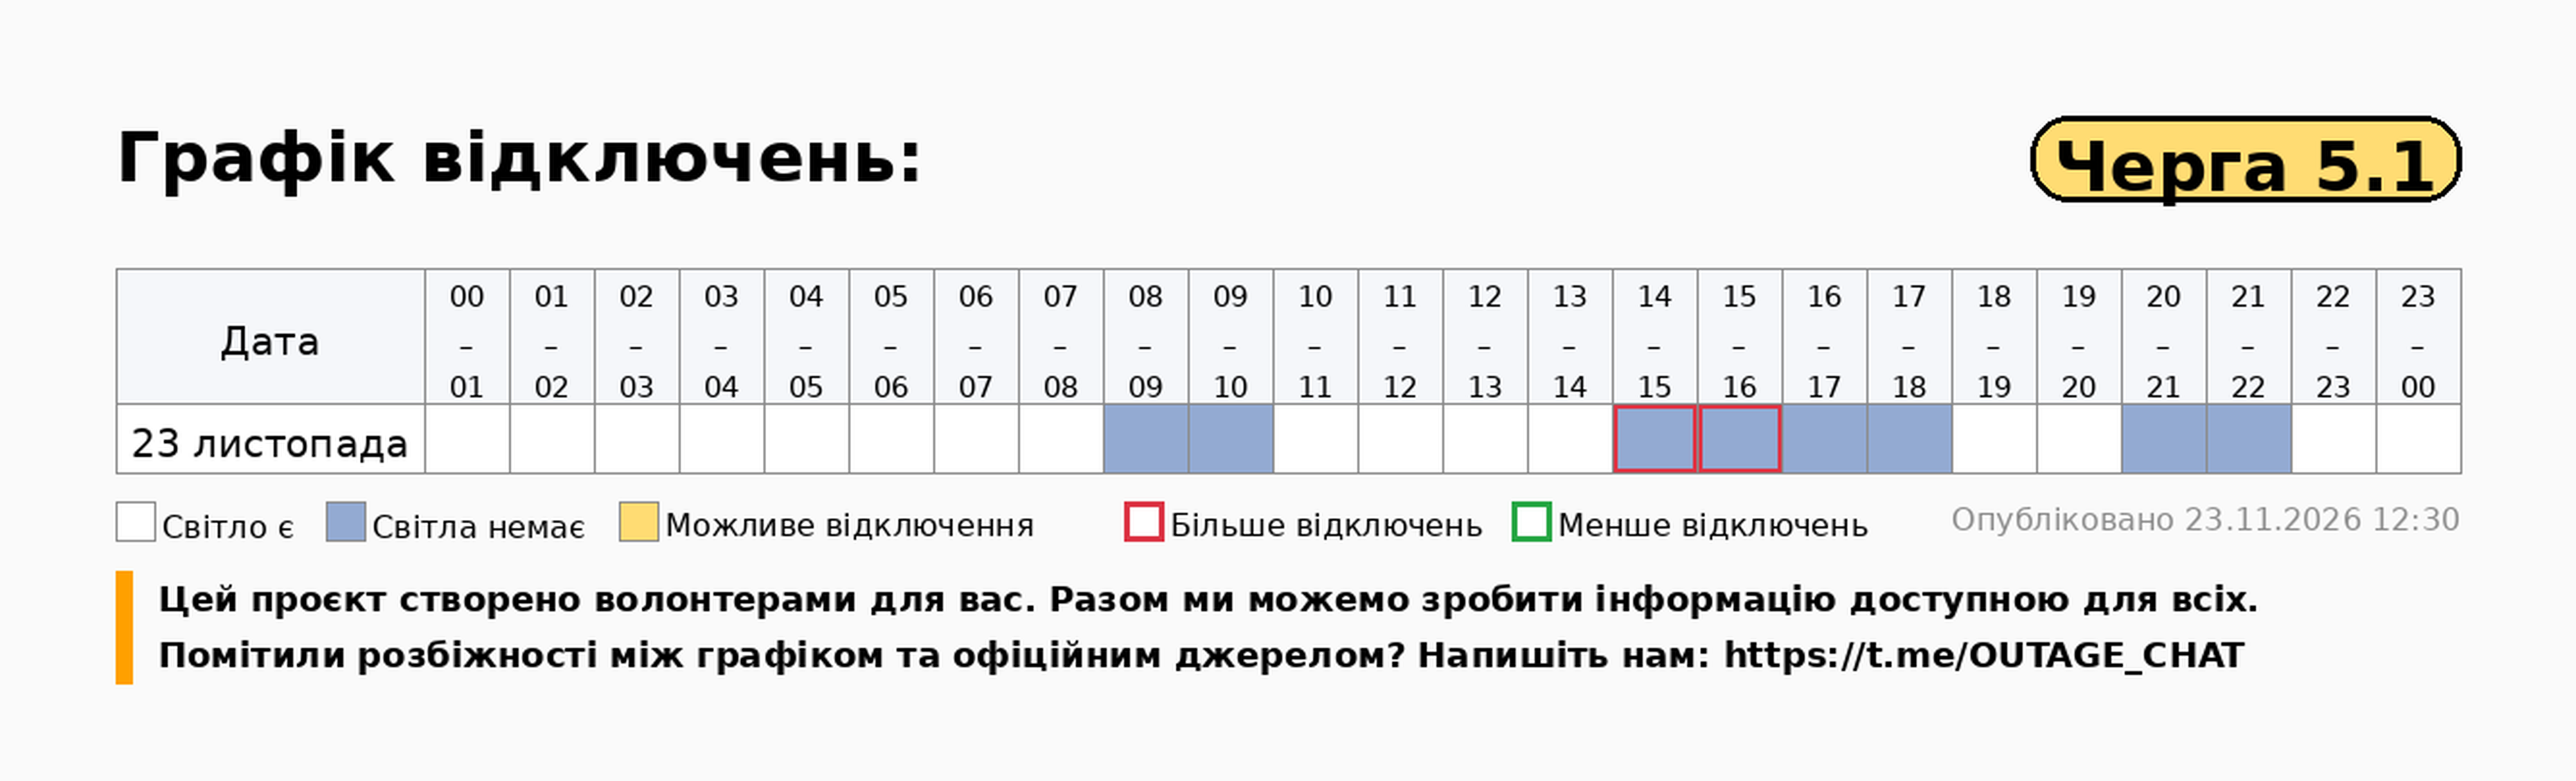 Графік відключень:
Черга 5.1
Дата
00 – 01
01 – 02
02 – 03
03 – 04
04 – 05
05 – 06
06 – 07
07 – 08
08 – 09
09 – 10
10 – 11
11 – 12
12 – 13
13 – 14
14 – 15
15 – 16
16 – 17
17 – 18
18 – 19
19 – 20
20 – 21
21 – 22
22 – 23
23 – 00
23 листопада
Світло є
Світла немає
Можливе відключення
Більше відключень
Менше відключень
Опубліковано 23.11.2026 12:30
Цей проєкт створено волонтерами для вас. Разом ми можемо зробити інформацію доступною для всіх.
Помітили розбіжності між графіком та офіційним джерелом? Напишіть нам: https://t.me/OUTAGE_CHAT